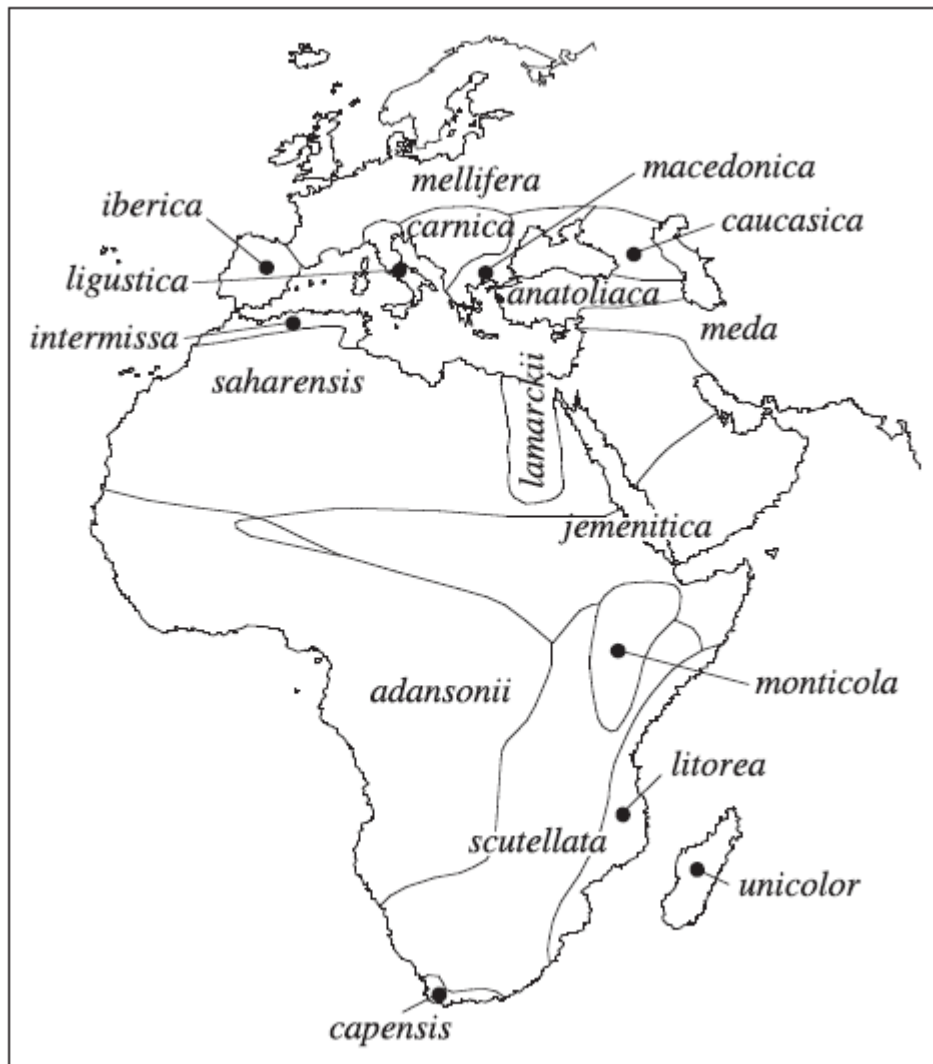 macedonica
mellifera
iberica
carnica
caucasica
ligustica
anatoliaca
intermissa
meda
saharensis
lamarckii
jemenitica
adansonii
monticola
litorea
scutellata
unicolor
capensis